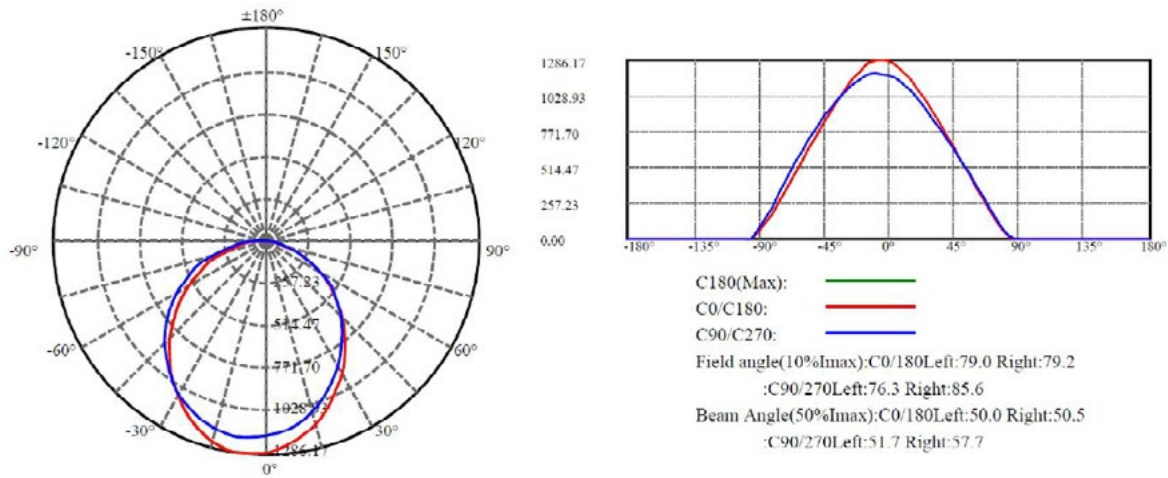 ±180°
-150°
150°
-120°
120°
-90°
90°
-60°
60°
-30°
30°
0°
257.23
514.47
771.70
1286.17
1286.17
1028.93
771.70
514.47
257.23
0.00
-180° -135° -90° -45° 0° 45° 90° 135° 180°
C180(Max):
C0/C180:
C90/C270:
Field angle(10%Imax):C0/180Left:79.0 Right:79.2
:C90/270Left:76.3 Right:85.6
Beam Angle(50%Imax):C0/180Left:50.0 Right:50.5
:C90/270Left:51.7 Right:57.7